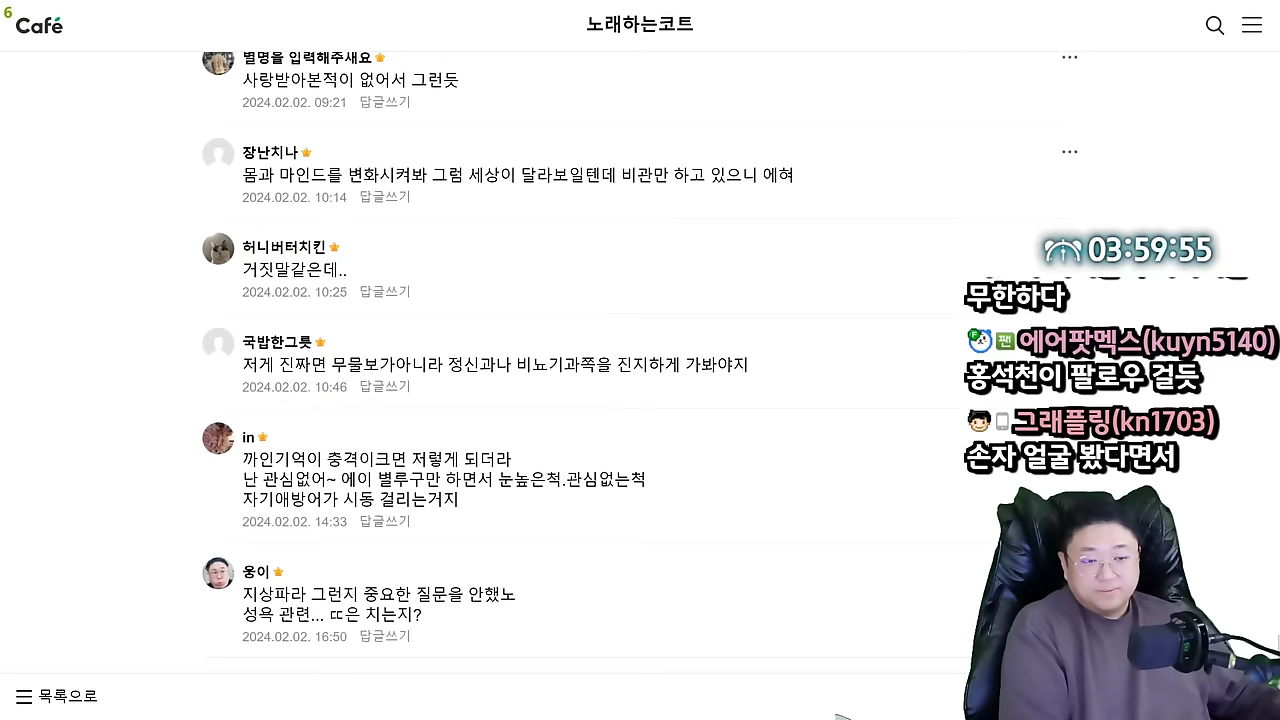 6
Café
노래하는코트
별명을 입력해주새요
사랑받아본적이 없어서 그런듯
2024.02.02. 09:21 답글쓰기
장난치나
몸과 마인드를 변화시켜봐 그럼 세상이 달라보일텐데 비관만 하고 있으니 에혀
2024.02.02. 10:14 답글쓰기
허니버터치킨
거짓말같은데..
2024.02.02. 10:25 답글쓰기
국밥한그릇
저게 진짜면 무물보가아니라 정신과나 비뇨기과쪽을 진지하게 가봐야지
2024.02.02. 10:46 답글쓰기
in
까인기억이 충격이크면 저렇게 되더라
난 관심없어~ 에이 별루구만 하면서 눈높은척.관심없는척
자기애방어가 시동 걸리는거지
2024.02.02. 14:33 답글쓰기
웅이
지상파라 그런지 중요한 질문을 안했노
성욕 관련... ㄸ은 치는지?
2024.02.02. 16:50 답글쓰기
목록으로
03:59:55
무한하다
F 팬 에어팟멕스(kuyn5140)
홍석천이 팔로우 걸듯
그래플링(kn1703)
손자 얼굴 봤다면서